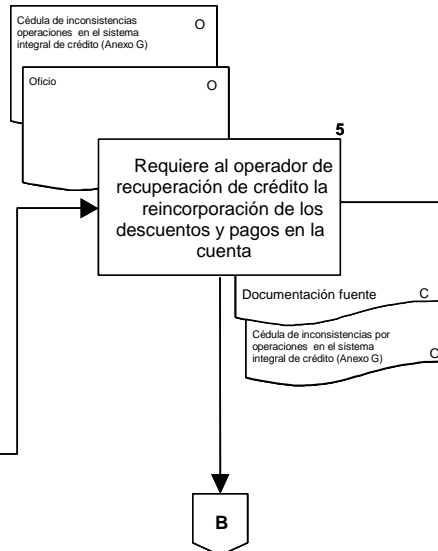 Cédula de inconsistencias
operaciones en el sistema
integral de crédito (Anexo G)
O
Oficio
O
5
Requiere al operador de
recuperación de crédito la
reincorporación de los
descuentos y pagos en la
cuenta
Documentación fuente
C
Cédula de inconsistencias por
operaciones en el sistema
integral de crédito (Anexo G)
O
B